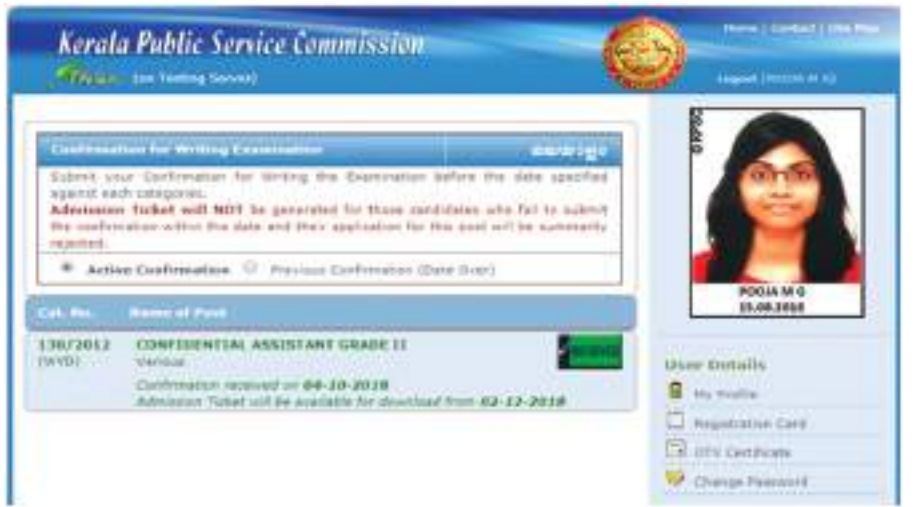 Kerala Public Service Commission
Home | Contact | Site Map
(on Testing Server)
Logout
Confirmation for Writing Examination
Submit your Confirmation for Writing the Examination before the date specified
against each categories.
Admission Ticket will NOT be generated for those candidates who fail to submit
the confirmation within the date and their application for this post will be summarily
rejected.
Active Confirmation Previous Confirmation (Date Over)
POOJA M G
15.08.2018
Cat. No. Name of Post
138/2012 CONFIDENTIAL ASSISTANT GRADE II
(WYD) Various
Confirmation received on 04-10-2018
Admission Ticket will be available for download from 02-12-2018
User Details
My Profile
Registration Card
OTV Certificate
Change Password